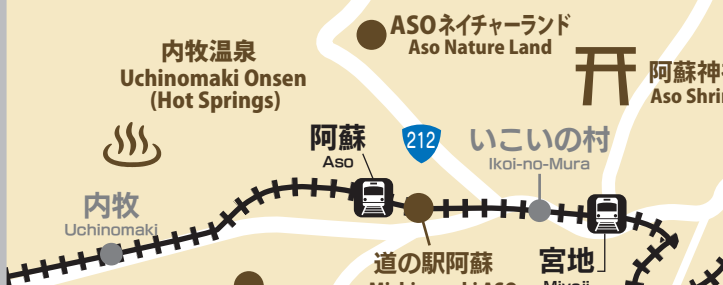 ASOネイチャーランド
Aso Nature Land
内牧温泉
Uchinomaki Onsen
(Hot Springs)
阿蘇神
Aso Shri
阿蘇
Aso
212
いこいの村
Ikoi-no-Mura
内牧
Uchinomaki
道の駅阿蘇
宮地